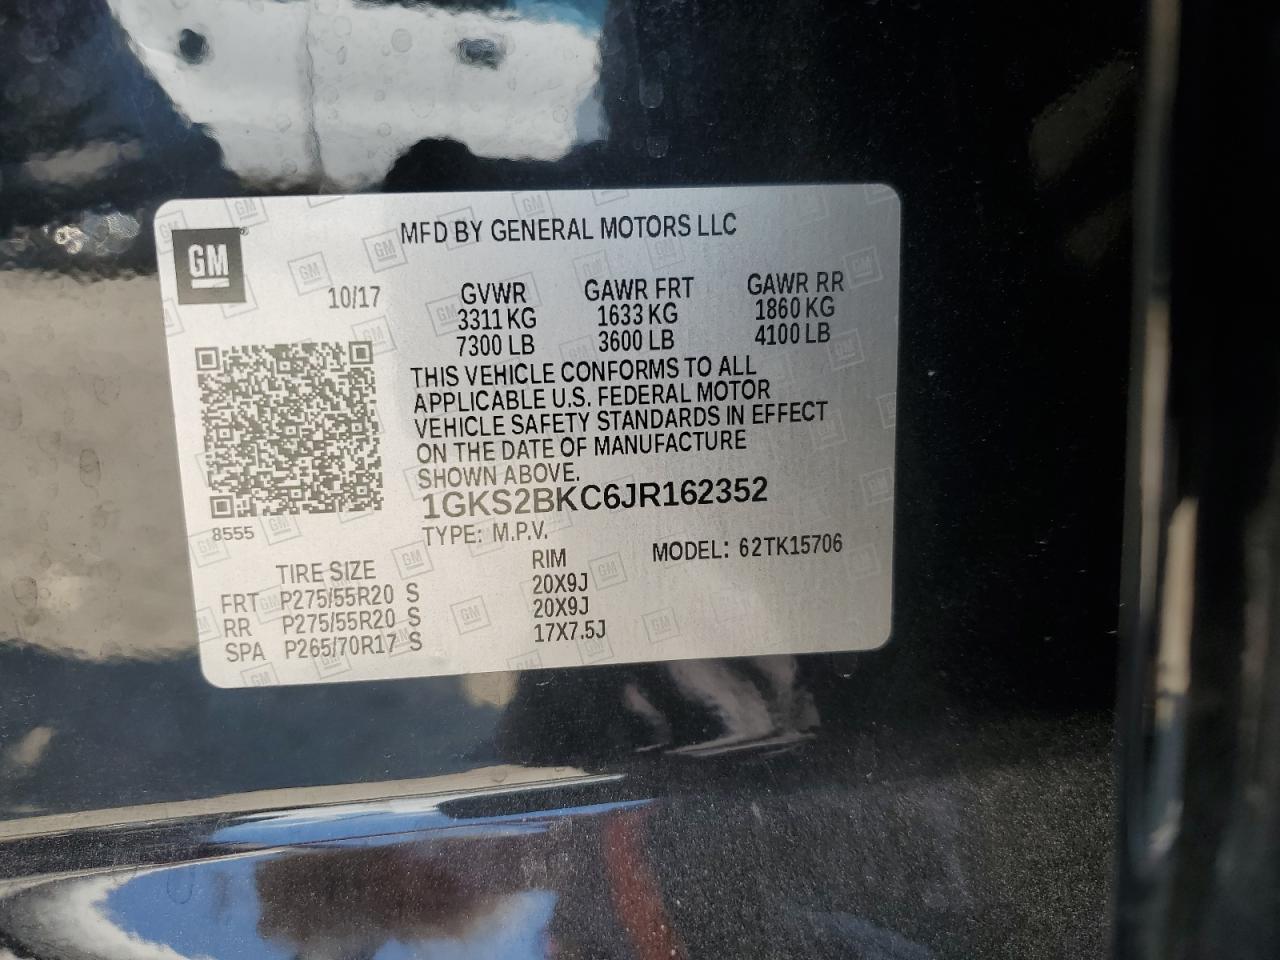 MFD BY GENERAL MOTORS LLC
GM
10/17
GVWR GAWR FRT GAWR RR
3311 KG 1633 KG 1860 KG
7300 LB 3600 LB 4100 LB
THIS VEHICLE CONFORMS TO ALL
APPLICABLE U.S. FEDERAL MOTOR
VEHICLE SAFETY STANDARDS IN EFFECT
ON THE DATE OF MANUFACTURE
SHOWN ABOVE.
1GKS2BKC6JR162352
8555
TYPE: M.P.V. MODEL: 62TK15706
TIRE SIZE RIM
FRT P275/55R20 S 20X9J
RR P275/55R20 S 20X9J
SPA P265/70R17 S 17X7.5J